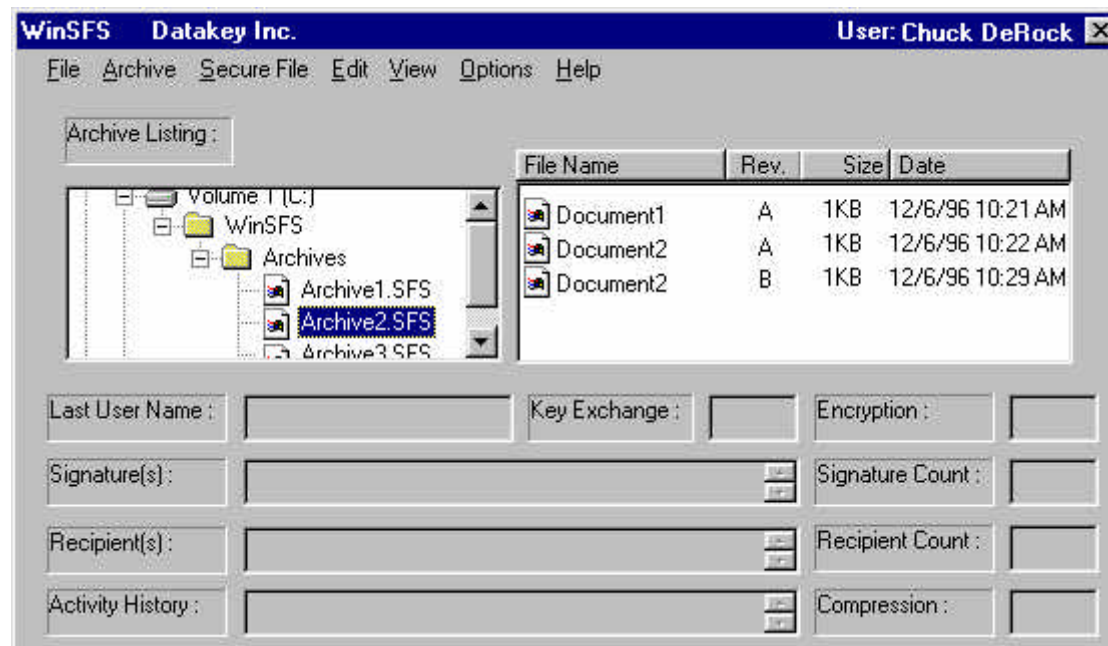 WinSFS Datakey Inc. User: Chuck DeRock
File Archive Secure File Edit View Options Help
Archive Listing :
Volume 1 [C:]
WinSFS
Archives
Archive1.SFS
Archive2.SFS
Archive3.SFS
File Name Rev. Size Date
Document1 A 1KB 12/6/96 10:21 AM
Document2 A 1KB 12/6/96 10:22 AM
Document2 B 1KB 12/6/96 10:29 AM
Last User Name : Key Exchange : Encryption :
Signature(s) : Signature Count :
Recipient(s) : Recipient Count :
Activity History : Compression :